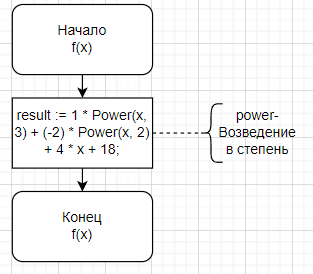 Начало
f(x)
result := 1 * Power(x,
3) + (-2) * Power(x, 2)
+ 4 * x + 18;
power-
Возведение
в степень
Конец
f(x)